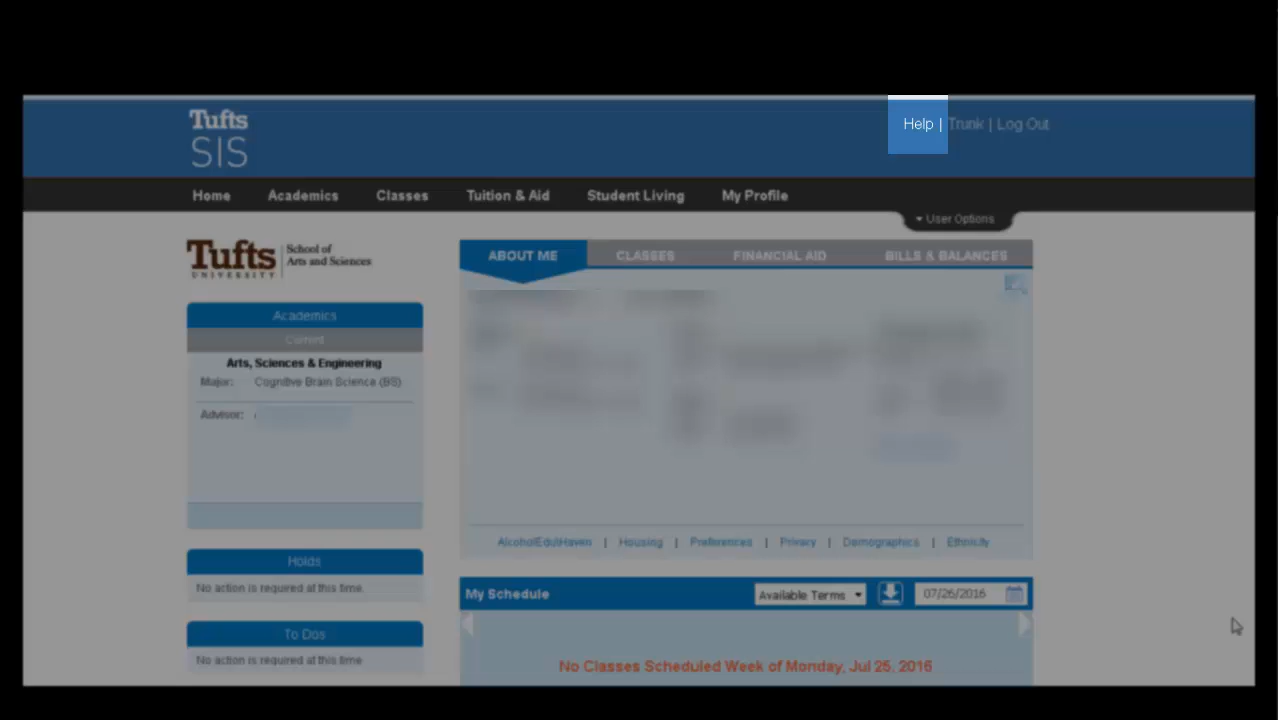 Tufts
SIS
Help | Trunk | Log Out
Home Academics Classes Tuition & Aid Student Living My Profile
User Options
Tufts
UNIVERSITY
School of
Arts and Sciences
ABOUT ME CLASSES FINANCIAL AID BILLS & BALANCES
Academics
Current
Arts, Sciences & Engineering
Major: Cognitive Brain Science (BS)
Advisor:
AlcoholEdu\Haven | Housing | Preferences | Privacy | Demographics | Ethnicity
Holds
No action is required at this time.
To Dos
No action is required at this time
My Schedule Available Terms 07/26/2016
No Classes Scheduled Week of Monday, Jul 25, 2016